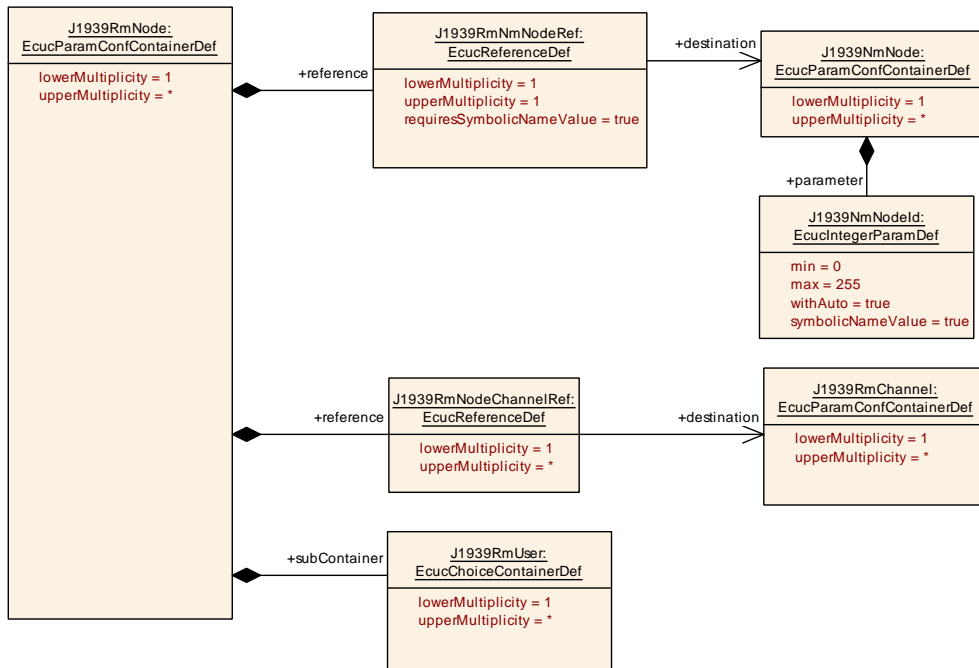 J1939RmNode:
EcucParamConfContainerDef
lowerMultiplicity = 1
upperMultiplicity = *
+reference
J1939RmNmNodeRef:
EcucReferenceDef
lowerMultiplicity = 1
upperMultiplicity = 1
requiresSymbolicNameValue = true
+destination
J1939NmNode:
EcucParamConfContainerDef
lowerMultiplicity = 1
upperMultiplicity = *
+parameter
J1939NmNodeId:
EcucIntegerParamDef
min = 0
max = 255
withAuto = true
symbolicNameValue = true
+reference
J1939RmNodeChannelRef:
EcucReferenceDef
lowerMultiplicity = 1
upperMultiplicity = *
+destination
J1939RmChannel:
EcucParamConfContainerDef
lowerMultiplicity = 1
upperMultiplicity = *
+subContainer
J1939RmUser:
EcucChoiceContainerDef
lowerMultiplicity = 1
upperMultiplicity = *